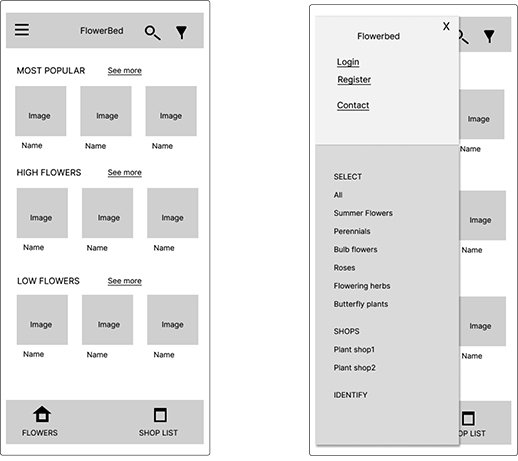 FlowerBed
MOST POPULAR See more
Image Image Image
Name Name Name
HIGH FLOWERS See more
Image Image Image
Name Name Name
LOW FLOWERS See more
Image Image Image
Name Name Name
FLOWERS SHOP LIST
X
Flowerbed
Login
Register
Contact
SELECT
All
Summer Flowers
Perennials
Bulb flowers
Roses
Flowering herbs
Butterfly plants
SHOPS
Plant shop1
Plant shop2
IDENTIFY
Image
Name
Image
Name
Image
Name
OP LIST